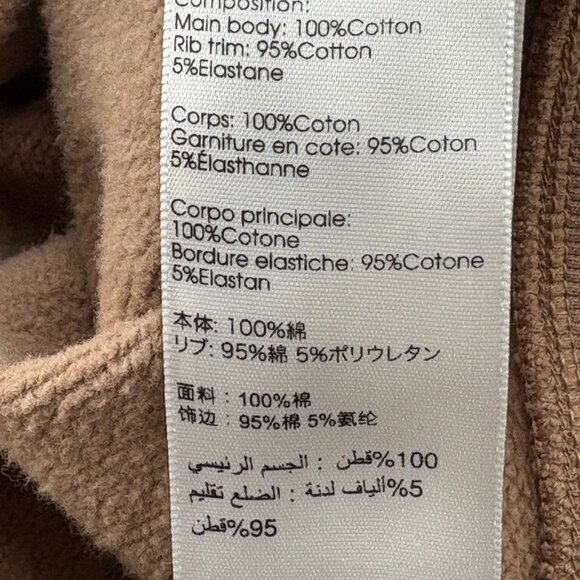 Composition:
Main body: 100%Cotton
Rib trim: 95%Cotton
5%Elastane
Corps: 100%Coton
Garniture en cote: 95%Coton
5%Élasthanne
Corpo principale:
100%Cotone
Bordure elastiche: 95%Cotone
5%Elastan
本体: 100%綿
リブ: 95%綿 5%ポリウレタン
面料: 100%棉
饰边: 95%棉 5%氨纶
100%قطن : الجسم الرئيسي
5%ألياف لدنة : الضلع تقليم
95%قطن